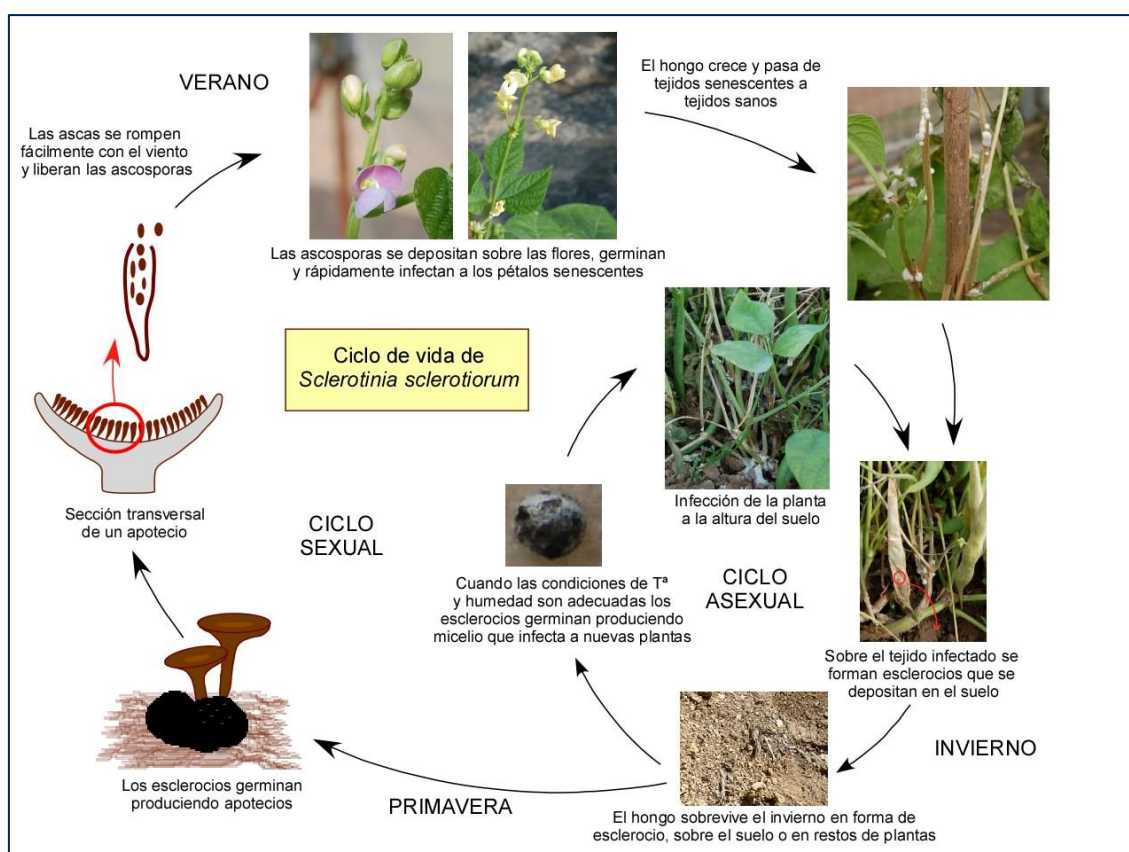 VERANO
El hongo crece y pasa de
tejidos senescentes a
tejidos sanos
Las ascas se rompen
fácilmente con el viento
y liberan las ascosporas
Las ascosporas se depositan sobre las flores, germinan
y rápidamente infectan a los pétalos senescentes
Ciclo de vida de
Sclerotinia sclerotiorum
Sección transversal
de un apotecio
CICLO
SEXUAL
Infección de la planta
a la altura del suelo
Cuando las condiciones de Tª
y humedad son adecuadas los
esclerocios germinan produciendo
micelio que infecta a nuevas plantas
CICLO
ASEXUAL
Sobre el tejido infectado se
forman esclerocios que se
depositan en el suelo
INVIERNO
Los esclerocios germinan
produciendo apotecios
PRIMAVERA
El hongo sobrevive el invierno en forma de
esclerocio, sobre el suelo o en restos de plantas